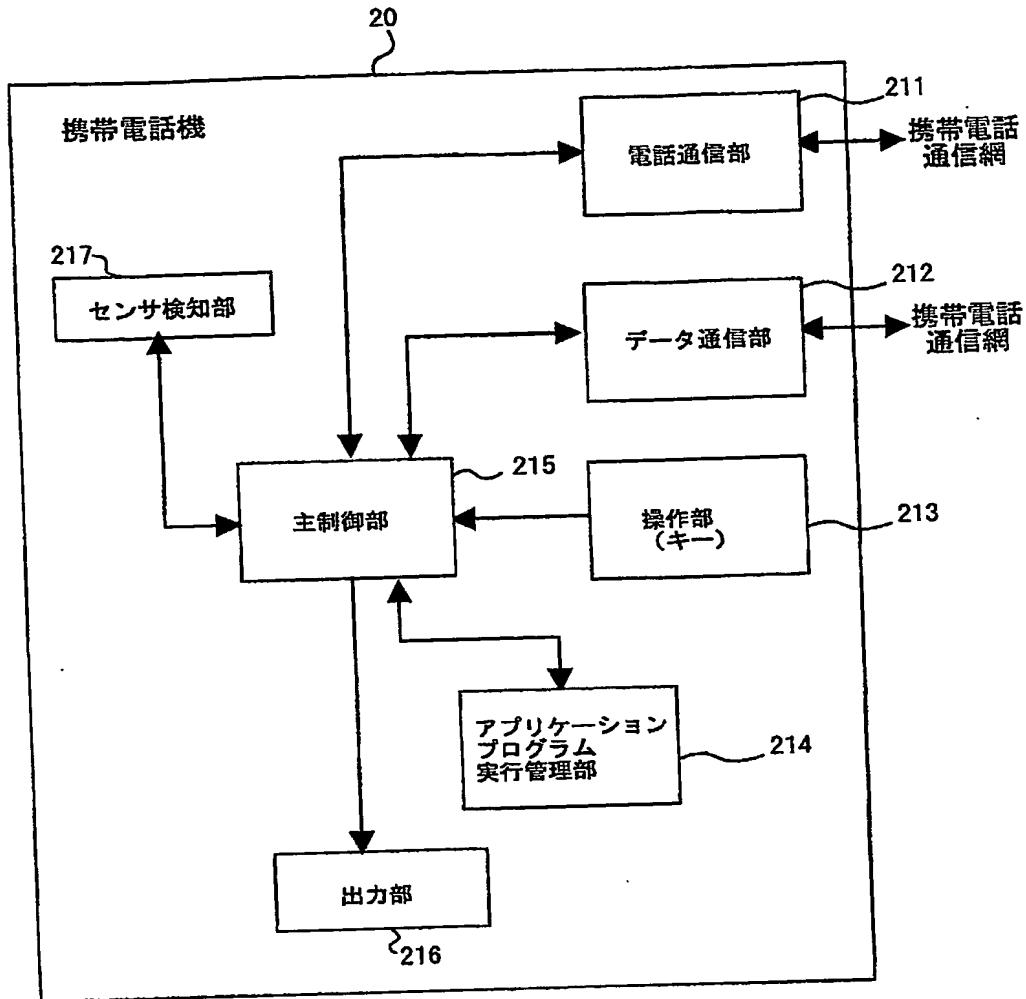 20
携帯電話機
211
電話通信部
携帯電話
通信網
217
センサ検知部
212
データ通信部
携帯電話
通信網
215
主制御部
操作部
(キー)
213
アプリケーション
プログラム
実行管理部
214
出力部
216